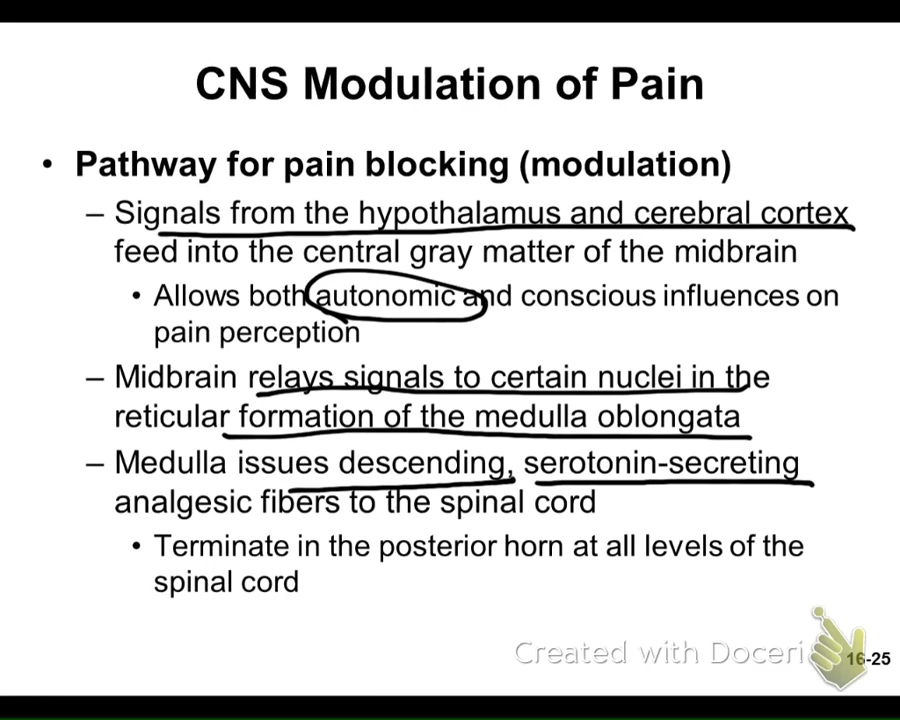 CNS Modulation of Pain
• Pathway for pain blocking (modulation)
– Signals from the hypothalamus and cerebral cortex
feed into the central gray matter of the midbrain
• Allows both autonomic and conscious influences on
pain perception
– Midbrain relays signals to certain nuclei in the
reticular formation of the medulla oblongata
– Medulla issues descending, serotonin-secreting
analgesic fibers to the spinal cord
• Terminate in the posterior horn at all levels of the
spinal cord
Created with Doceri
16-25